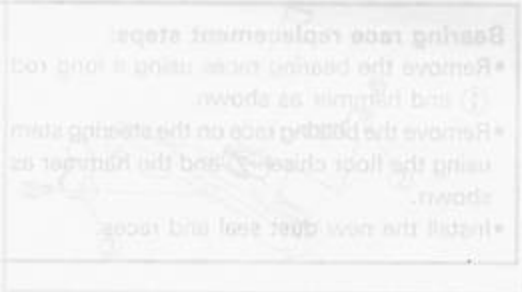 Bearing race replacement steps:
•Remove the bearing races using a long rod
① and hammer as shown.
•Remove the bearing race on the steering stem
using the floor chisel ② and the hammer as
shown.
•Install the new dust seal and races.